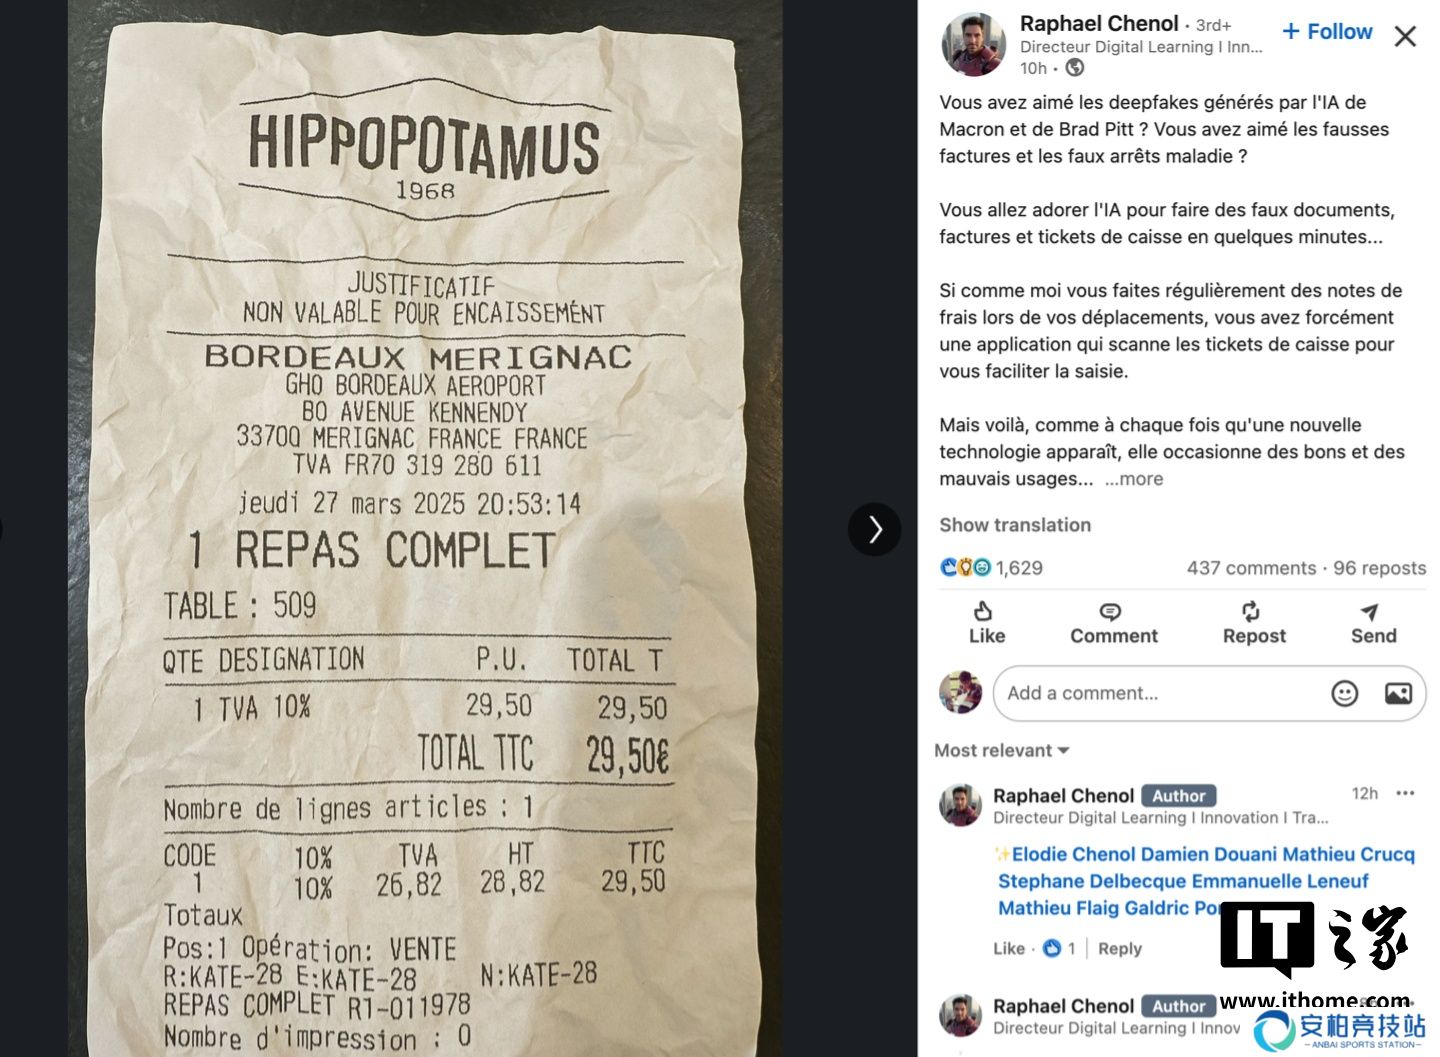 HIPPOPOTAMUS
1968
JUSTIFICATIF
NON VALABLE POUR ENCAISSEMÉNT
BORDEAUX MERIGNAC
GHO BORDEAUX AEROPORT
BO AVENUE KENNENDY
33700 MERIGNAC FRANCE FRANCE
TVA FR70 319 280 611
jeudi 27 mars 2025 20:53:14
1 REPAS COMPLET
TABLE : 509
QTE DESIGNATION P.U. TOTAL T
1 TVA 10% 29,50 29,50
TOTAL TTC 29,50€
Nombre de lignes articles : 1
CODE 10% TVA HT TTC
1 10% 26,82 28,82 29,50
Totaux
Pos:1 Opération: VENTE
R:KATE-28 E:KATE-28 N:KATE-28
REPAS COMPLET R1-011978
Nombre d'impression : 0
Raphael Chenol · 3rd+
+ Follow
Directeur Digital Learning I Inn...
10h ·
Vous avez aimé les deepfakes générés par l'IA de
Macron et de Brad Pitt ? Vous avez aimé les fausses
factures et les faux arrêts maladie ?
Vous allez adorer l'IA pour faire des faux documents,
factures et tickets de caisse en quelques minutes...
Si comme moi vous faites régulièrement des notes de
frais lors de vos déplacements, vous avez forcément
une application qui scanne les tickets de caisse pour
vous faciliter la saisie.
Mais voilà, comme à chaque fois qu'une nouvelle
technologie apparaît, elle occasionne des bons et des
mauvais usages... ...more
Show translation
1,629 437 comments · 96 reposts
Like Comment Repost Send
Add a comment...
Most relevant
Raphael Chenol Author 12h
Directeur Digital Learning I Innovation I Tra...
Elodie Chenol Damien Douani Mathieu Crucq
Stephane Delbecque Emmanuelle Leneuf
Mathieu Flaig Galdric
Like · 1 | Reply
Raphael Chenol Author
Directeur Digital Learning I Innov
IT之家
www.ithome.com
安柏竞技站
-ANBAI SPORTS STATION-